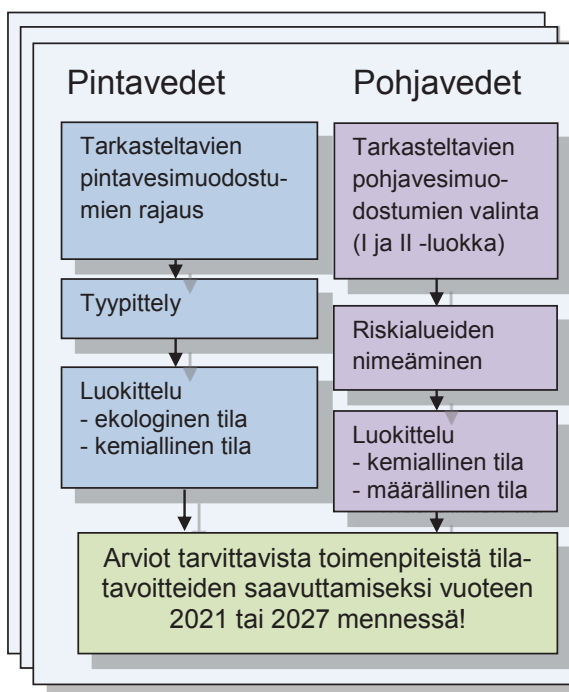 Pintavedet
Tarkasteltavien
pintavesimuodostu-
mien rajaus
Tyypittely
Luokittelu
- ekologinen tila
- kemiallinen tila
Pohjavedet
Tarkasteltavien
pohjavesimuo-
dostumien valinta
(I ja II -luokka)
Riskialueiden
nimeäminen
Luokittelu
- kemiallinen tila
- määrällinen tila
Arviot tarvittavista toimenpiteistä tila-
tavoitteiden saavuttamiseksi vuoteen
2021 tai 2027 mennessä!